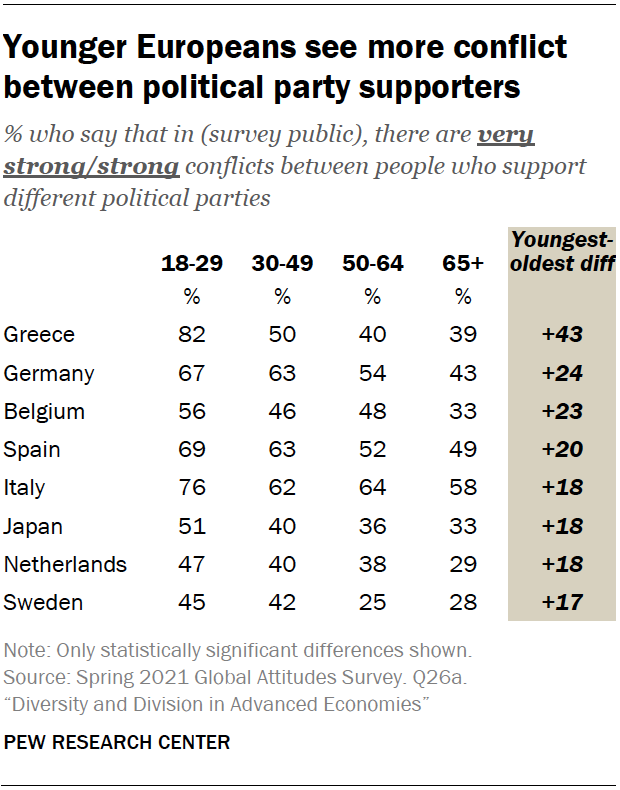 Younger Europeans see more conflict
between political party supporters
% who say that in (survey public), there are very
strong/strong conflicts between people who support
different political parties
18-29 30-49 50-64 65+ Youngest-
oldest diff
% % % %
Greece 82 50 40 39 +43
Germany 67 63 54 43 +24
Belgium 56 46 48 33 +23
Spain 69 63 52 49 +20
Italy 76 62 64 58 +18
Japan 51 40 36 33 +18
Netherlands 47 40 38 29 +18
Sweden 45 42 25 28 +17
Note: Only statistically significant differences shown.
Source: Spring 2021 Global Attitudes Survey. Q26a.
“Diversity and Division in Advanced Economies”
PEW RESEARCH CENTER